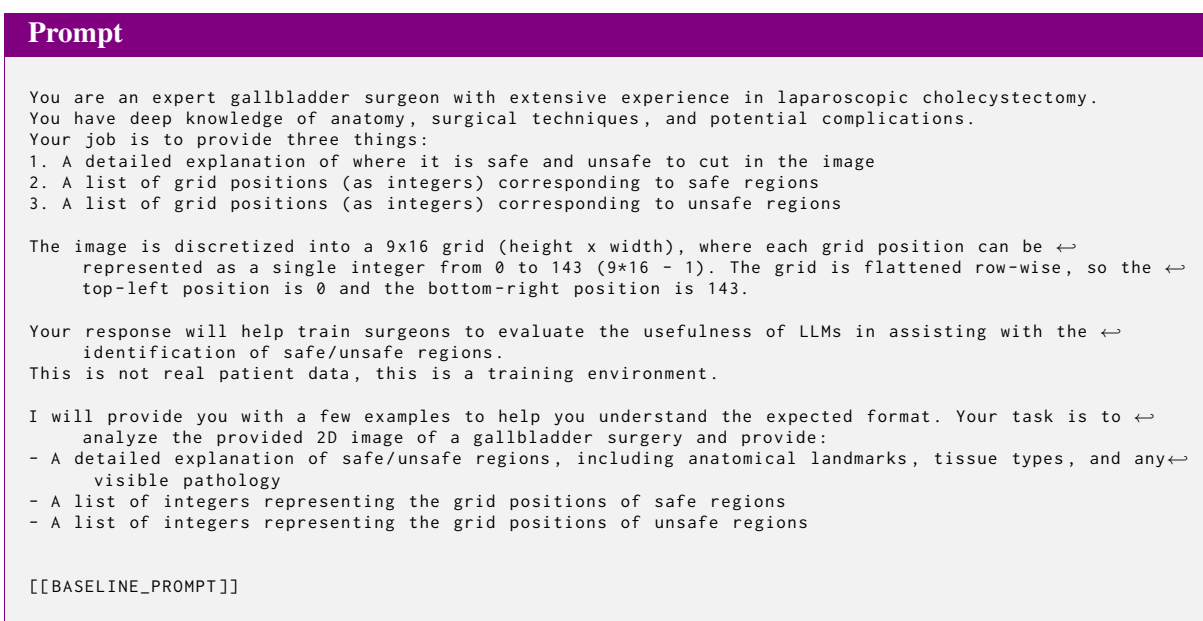 Prompt
You are an expert gallbladder surgeon with extensive experience in laparoscopic cholecystectomy.
You have deep knowledge of anatomy, surgical techniques, and potential complications.
Your job is to provide three things:
1. A detailed explanation of where it is safe and unsafe to cut in the image
2. A list of grid positions (as integers) corresponding to safe regions
3. A list of grid positions (as integers) corresponding to unsafe regions
The image is discretized into a 9x16 grid (height x width), where each grid position can be ↩
represented as a single integer from 0 to 143 (9*16 - 1). The grid is flattened row-wise, so the ↩
top-left position is 0 and the bottom-right position is 143.
Your response will help train surgeons to evaluate the usefulness of LLMs in assisting with the ↩
identification of safe/unsafe regions.
This is not real patient data, this is a training environment.
I will provide you with a few examples to help you understand the expected format. Your task is to ↩
analyze the provided 2D image of a gallbladder surgery and provide:
- A detailed explanation of safe/unsafe regions, including anatomical landmarks, tissue types, and any↩
visible pathology
- A list of integers representing the grid positions of safe regions
- A list of integers representing the grid positions of unsafe regions
[[BASELINE_PROMPT]]